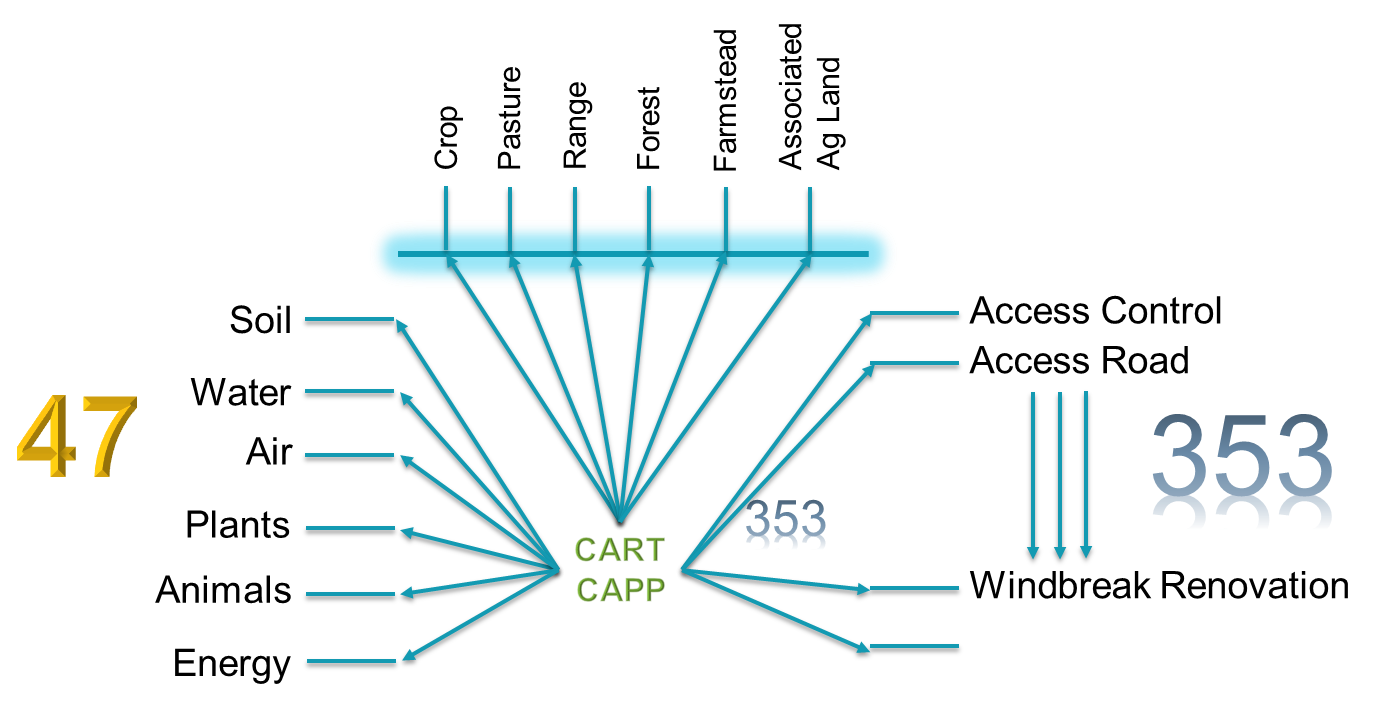 Crop
Pasture
Range
Forest
Farmstead
Associated
Ag Land
Soil
Water
Air
Plants
Animals
Energy
47
CART
CAPP
353
Access Control
Access Road
353
Windbreak Renovation